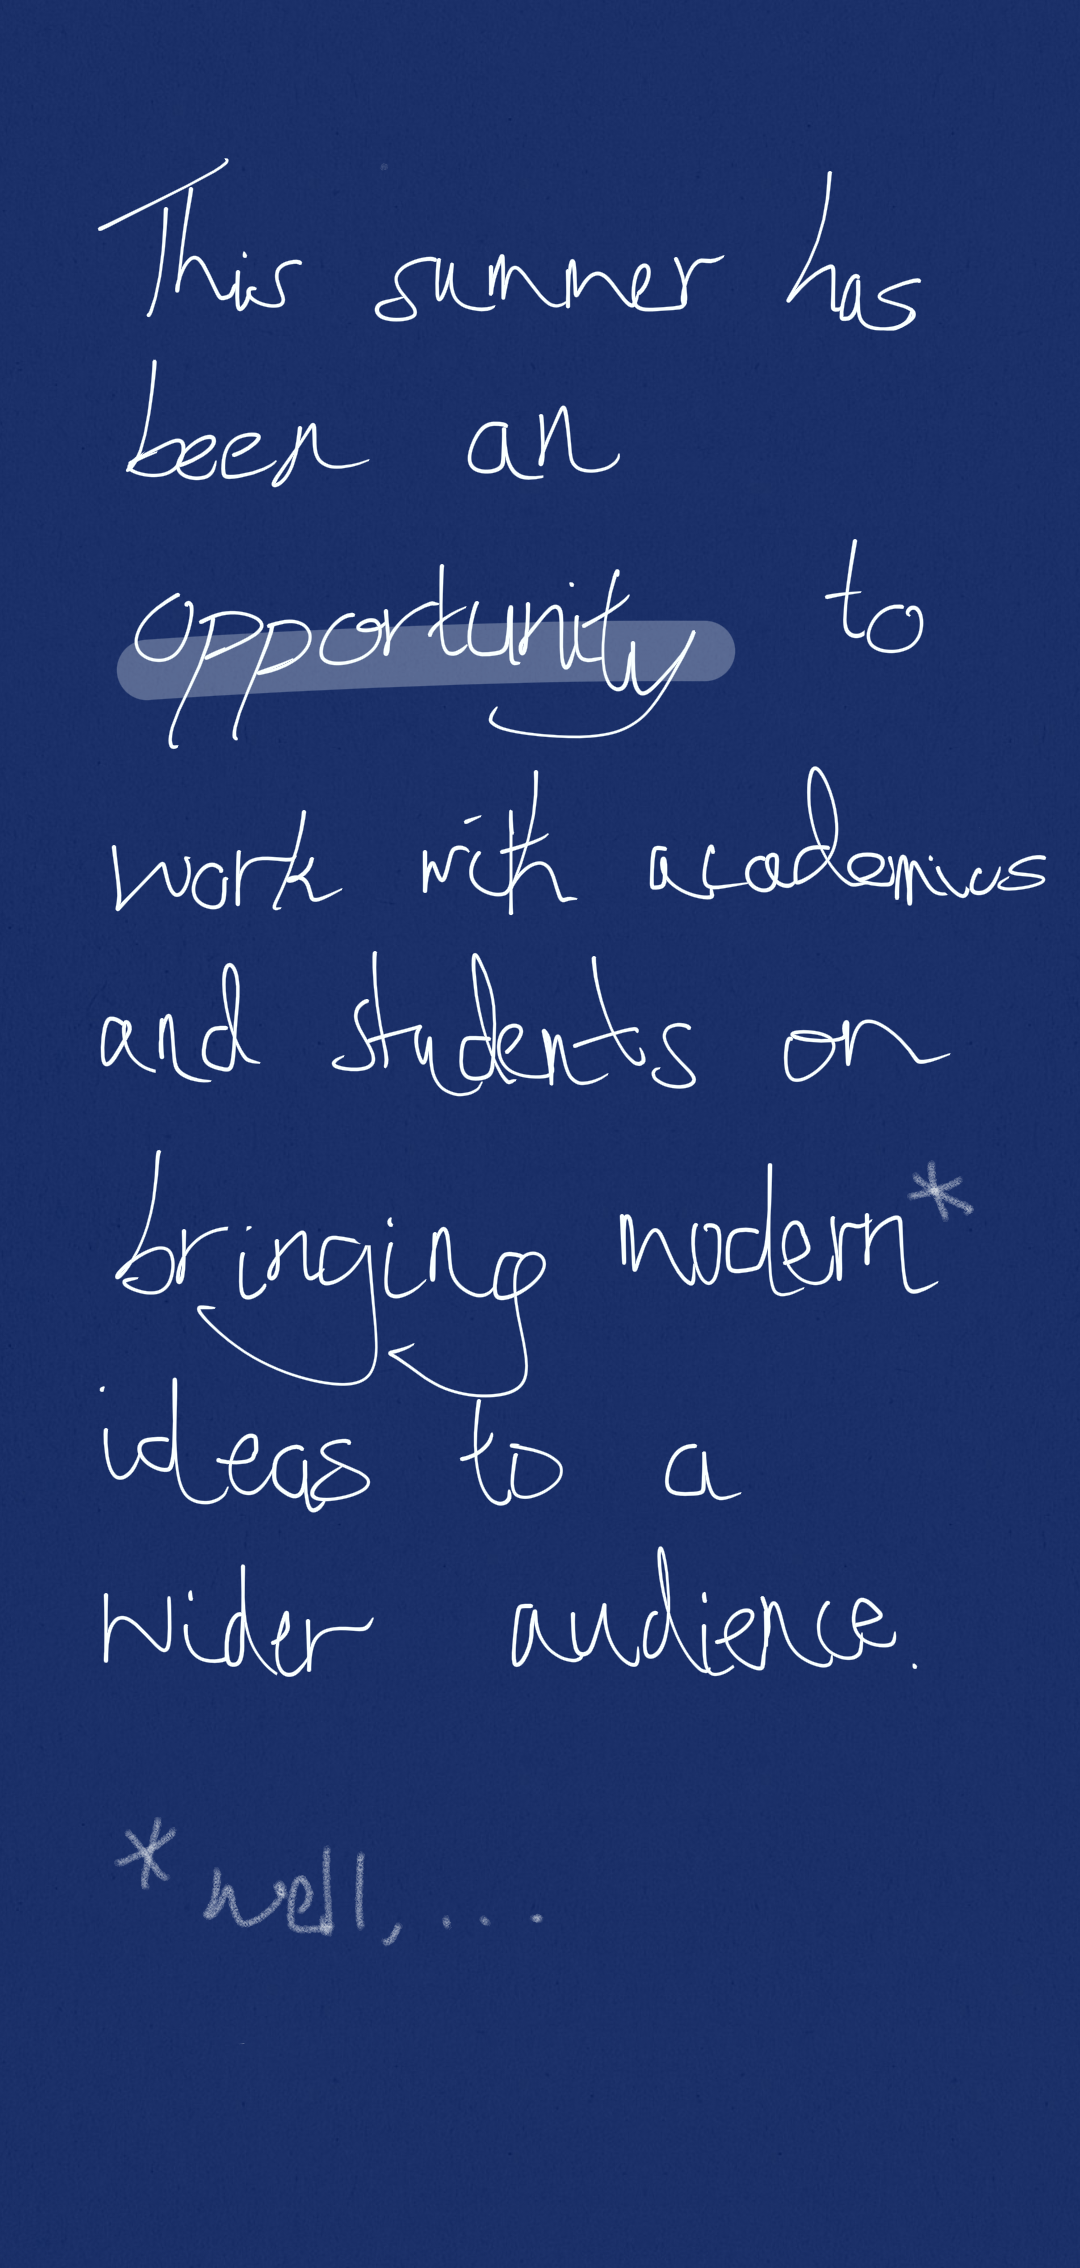 This summer has
been an
opportunity to
work with academics
and students on
bringing modern*
ideas to a
wider audience.
*well, ...